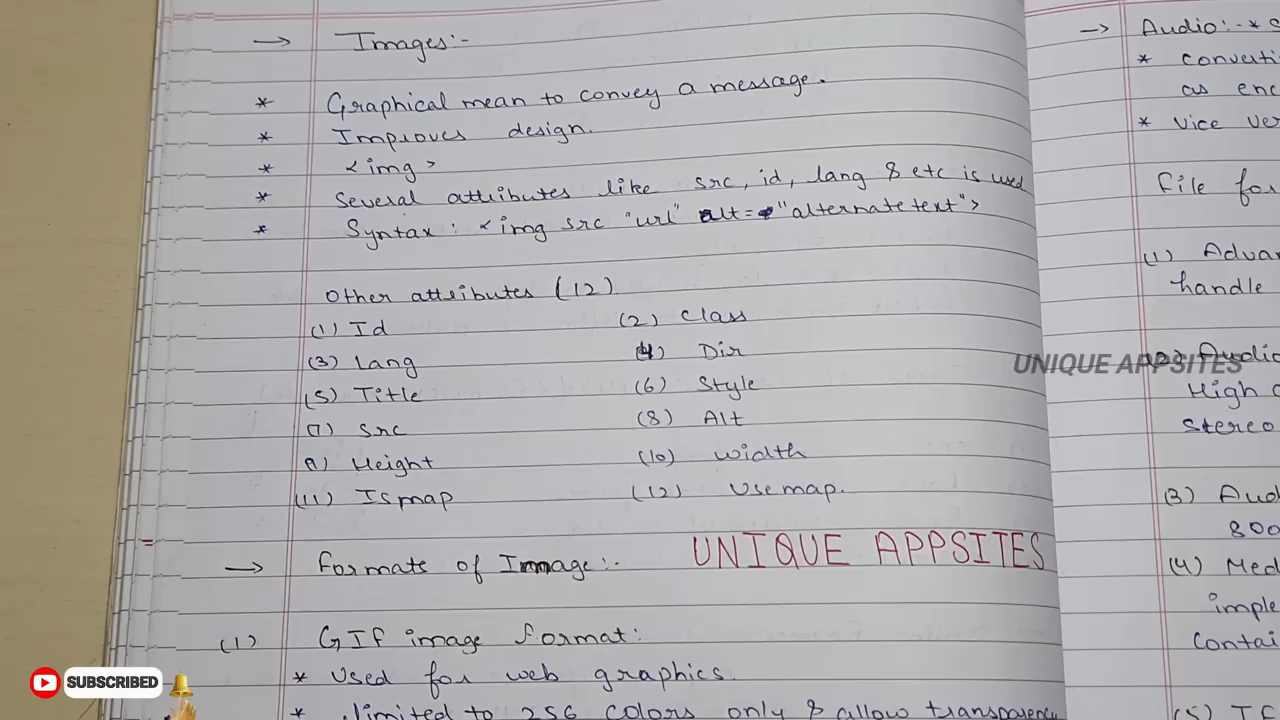 → Images:-
* Graphical mean to convey a message.
* Improves design.
* <img>
* Several attributes like src, id, lang & etc is used
* Syntax: <img src "url" alt= "alternate text">
Other attributes (12)
(1) Id (2) Class
(3) Lang (4) Dir
(5) Title (6) Style
(7) Src (8) Alt
(9) Height (10) Width
(11) Ismap (12) Usemap.
→ Formate of Image:-
UNIQUE APPSITES
(1) GIF image format:
* Used for web graphics.
* limited to 256 colors only & allow transparency
→ Audio:- * S
* Converti
as enc
* Vice ver
File for
(1) Advan
handle
(2) Audio
High
Stereo
(3) Aud
800
(4) Med
imple
Contai
(5)
UNIQUE APPSITES
SUBSCRIBED